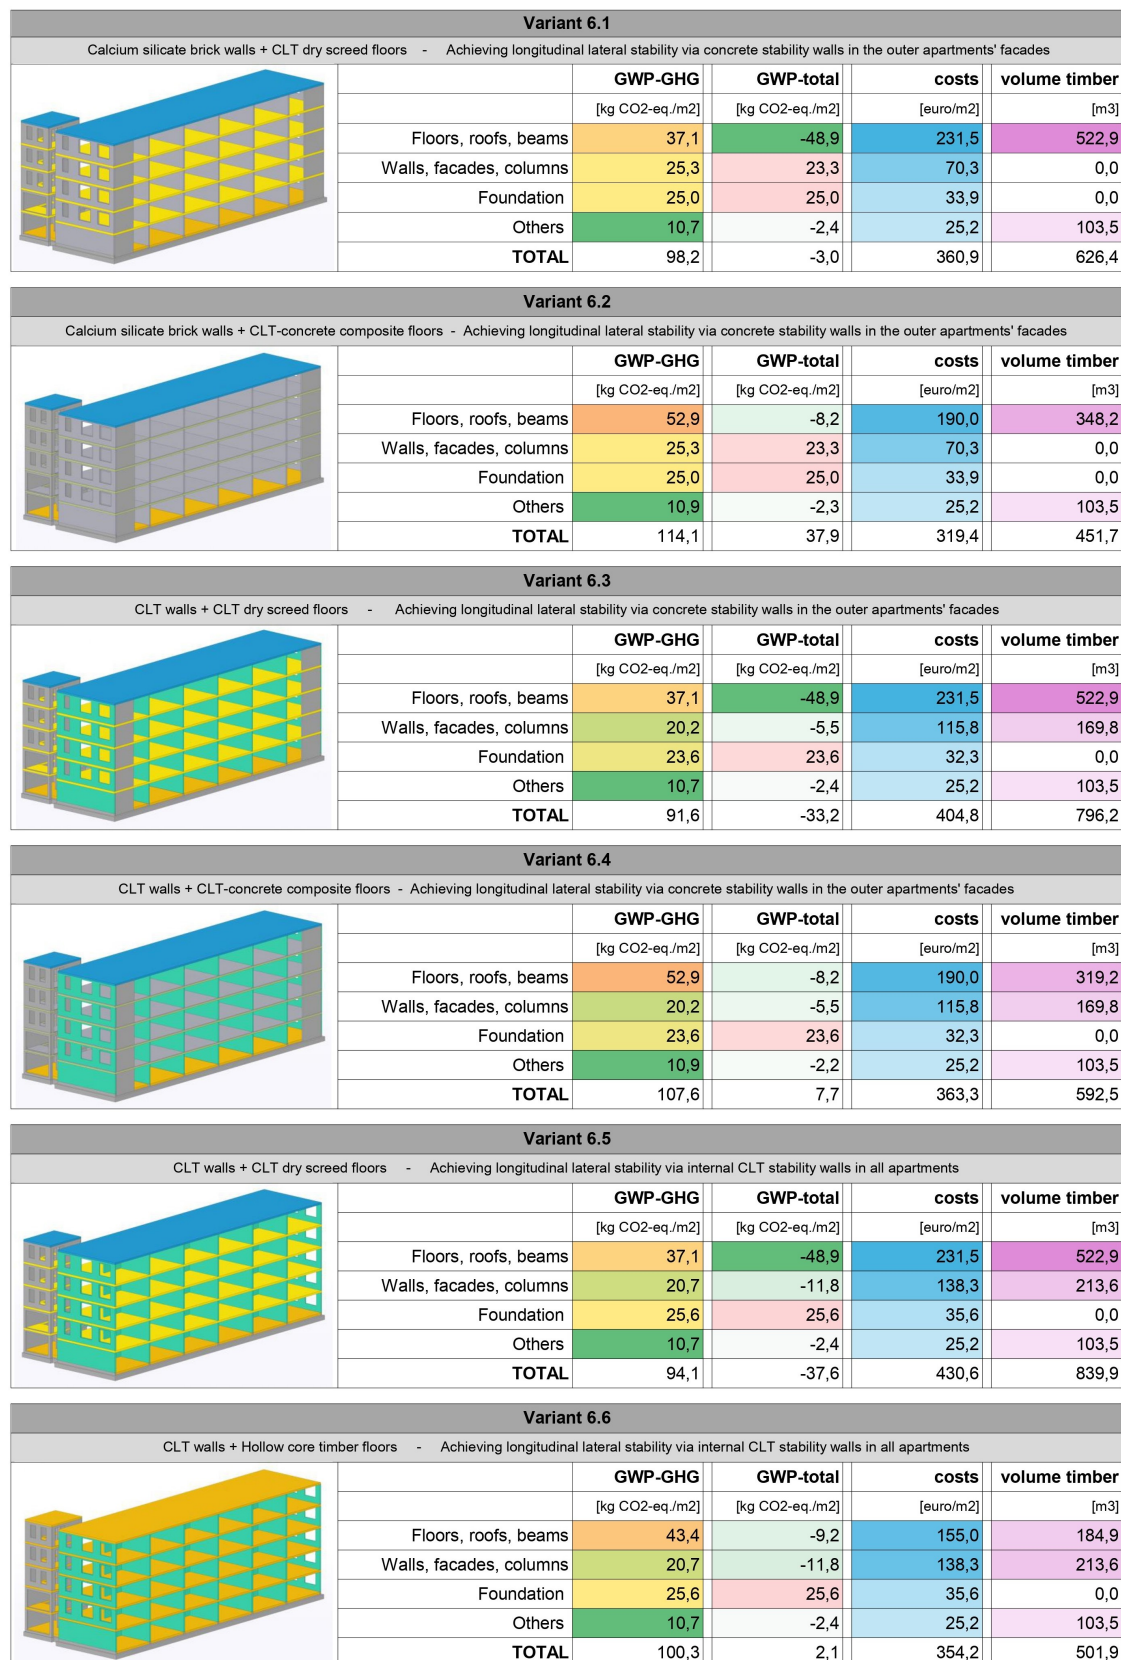 Variant 6.1
Calcium silicate brick walls + CLT dry screed floors - Achieving longitudinal lateral stability via concrete stability walls in the outer apartments' facades
GWP-GHG GWP-total costs volume timber
[kg CO2-eq./m2] [kg CO2-eq./m2] [euro/m2] [m3]
Floors, roofs, beams 37,1 -48,9 231,5 522,9
Walls, facades, columns 25,3 23,3 70,3 0,0
Foundation 25,0 25,0 33,9 0,0
Others 10,7 -2,4 25,2 103,5
TOTAL 98,2 -3,0 360,9 626,4
Variant 6.2
Calcium silicate brick walls + CLT-concrete composite floors - Achieving longitudinal lateral stability via concrete stability walls in the outer apartments' facades
GWP-GHG GWP-total costs volume timber
[kg CO2-eq./m2] [kg CO2-eq./m2] [euro/m2] [m3]
Floors, roofs, beams 52,9 -8,2 190,0 348,2
Walls, facades, columns 25,3 23,3 70,3 0,0
Foundation 25,0 25,0 33,9 0,0
Others 10,9 -2,3 25,2 103,5
TOTAL 114,1 37,9 319,4 451,7
Variant 6.3
CLT walls + CLT dry screed floors - Achieving longitudinal lateral stability via concrete stability walls in the outer apartments' facades
GWP-GHG GWP-total costs volume timber
[kg CO2-eq./m2] [kg CO2-eq./m2] [euro/m2] [m3]
Floors, roofs, beams 37,1 -48,9 231,5 522,9
Walls, facades, columns 20,2 -5,5 115,8 169,8
Foundation 23,6 23,6 32,3 0,0
Others 10,7 -2,4 25,2 103,5
TOTAL 91,6 -33,2 404,8 796,2
Variant 6.4
CLT walls + CLT-concrete composite floors - Achieving longitudinal lateral stability via concrete stability walls in the outer apartments' facades
GWP-GHG GWP-total costs volume timber
[kg CO2-eq./m2] [kg CO2-eq./m2] [euro/m2] [m3]
Floors, roofs, beams 52,9 -8,2 190,0 319,2
Walls, facades, columns 20,2 -5,5 115,8 169,8
Foundation 23,6 23,6 32,3 0,0
Others 10,9 -2,2 25,2 103,5
TOTAL 107,6 7,7 363,3 592,5
Variant 6.5
CLT walls + CLT dry screed floors - Achieving longitudinal lateral stability via internal CLT stability walls in all apartments
GWP-GHG GWP-total costs volume timber
[kg CO2-eq./m2] [kg CO2-eq./m2] [euro/m2] [m3]
Floors, roofs, beams 37,1 -48,9 231,5 522,9
Walls, facades, columns 20,7 -11,8 138,3 213,6
Foundation 25,6 25,6 35,6 0,0
Others 10,7 -2,4 25,2 103,5
TOTAL 94,1 -37,6 430,6 839,9
Variant 6.6
CLT walls + Hollow core timber floors - Achieving longitudinal lateral stability via internal CLT stability walls in all apartments
GWP-GHG GWP-total costs volume timber
[kg CO2-eq./m2] [kg CO2-eq./m2] [euro/m2] [m3]
Floors, roofs, beams 43,4 -9,2 155,0 184,9
Walls, facades, columns 20,7 -11,8 138,3 213,6
Foundation 25,6 25,6 35,6 0,0
Others 10,7 -2,4 25,2 103,5
TOTAL 100,3 2,1 354,2 501,9